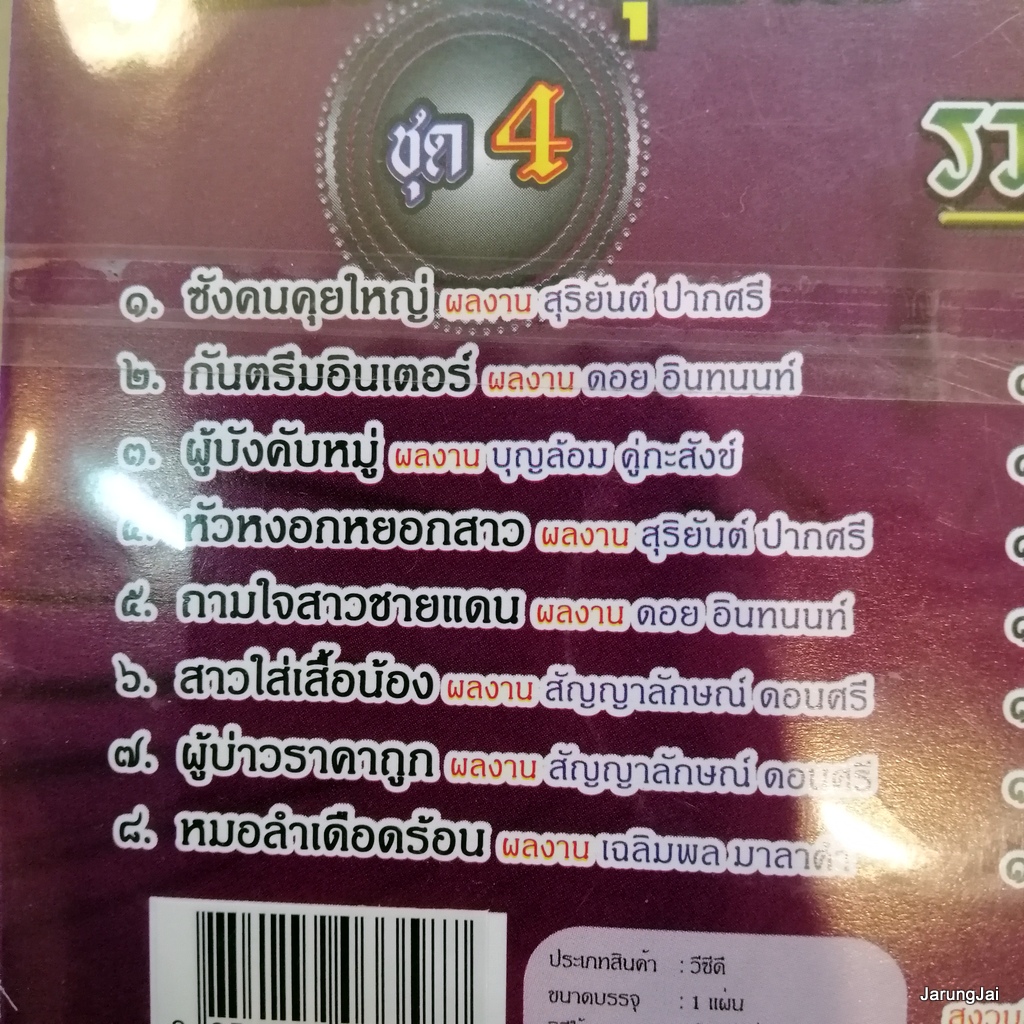 ชุด 4
๑. ซังคนคุยใหญ่ ผลงาน สุริยันต์ ปากศรี
๒. กันตรึมอินเตอร์ ผลงาน ดอย อินทนนท์
๓. ผู้บังคับหมู่ ผลงาน บุญล้อม คู่กะสังข์
๔. หัวหงอกหยอกสาว ผลงาน สุริยันต์ ปากศรี
๕. ถามใจสาวชายแดน ผลงาน ดอย อินทนนท์
๖. สาวใส่เสื้อน้อง ผลงาน สัญญาลักษณ์ ดอนศรี
๗. ผู้บ่าวราคาถูก ผลงาน สัญญาลักษณ์ ดอนศรี
๘. หมอลำเดือดร้อน ผลงาน เฉลิมพล
ประเภทสินค้า : วีซีดี
ขนาดบรรจุ : 1 แผ่น
JarungJai